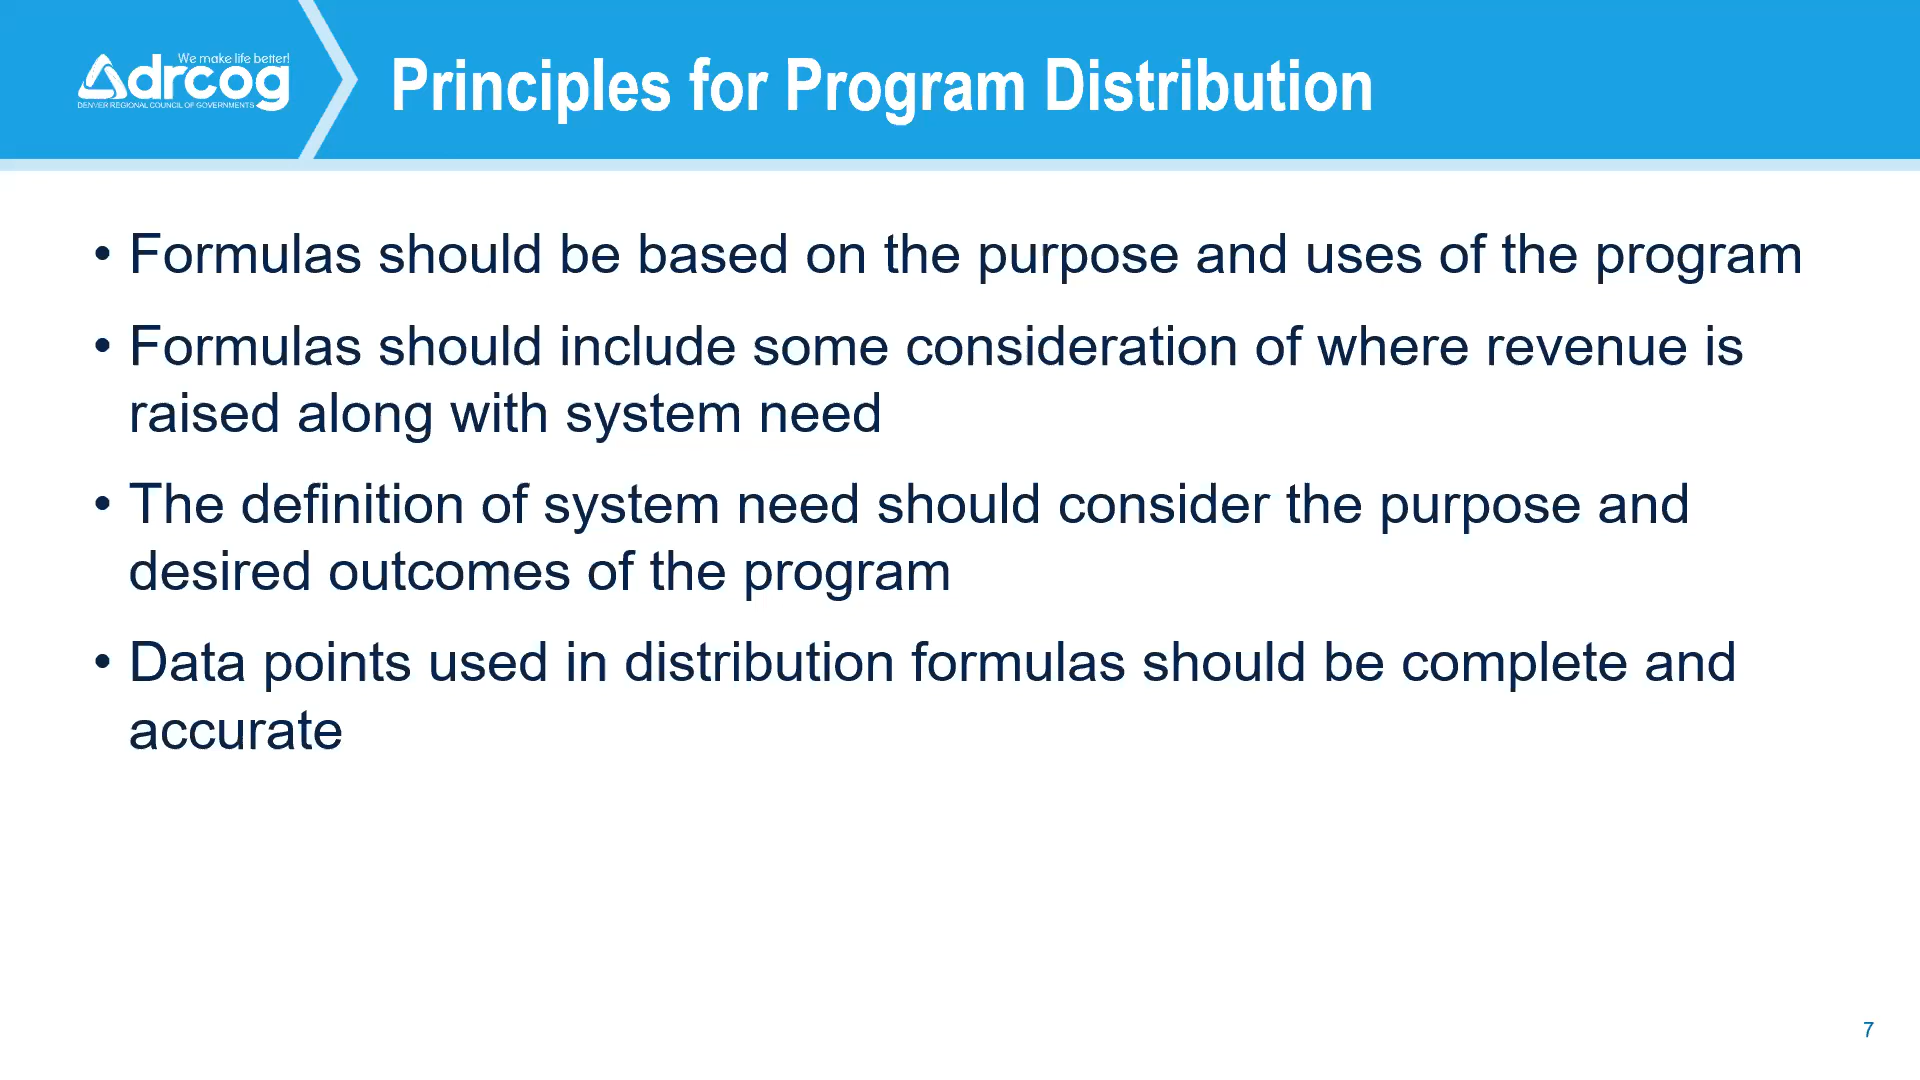 We make life better!
drcog
DENVER REGIONAL COUNCIL OF GOVERNMENTS
Principles for Program Distribution
• Formulas should be based on the purpose and uses of the program
• Formulas should include some consideration of where revenue is
raised along with system need
• The definition of system need should consider the purpose and
desired outcomes of the program
• Data points used in distribution formulas should be complete and
accurate
7